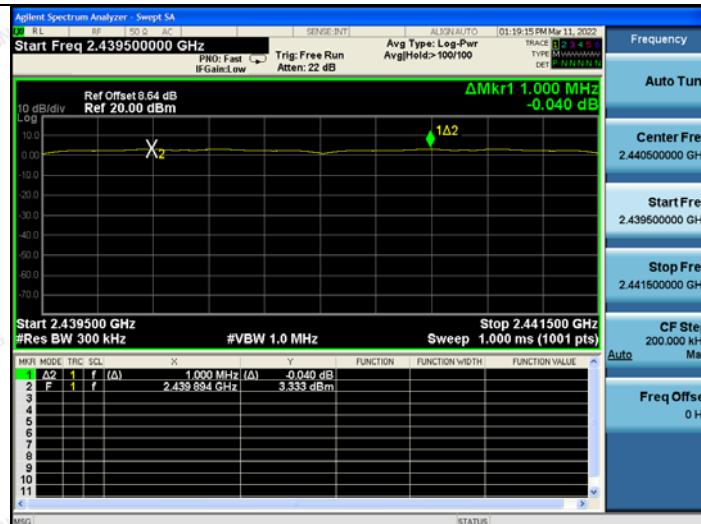 Agilent Spectrum Analyzer - Swept SA
RL RF 50 Ω AC SENSE:INT ALIGN AUTO 01:19:15 PM Mar 11, 2022
Start Freq 2.439500000 GHz
PNO: Fast
IFGain:Low
Trig: Free Run
Atten: 22 dB
Avg Type: Log-Pwr
Avg|Hold:>100/100
TRACE 1 2 3 4 5 6
TYPE M
DET P N N N N N
ΔMkr1 1.000 MHz
-0.040 dB
Ref Offset 8.64 dB
10 dB/div Ref 20.00 dBm
Log
10.0
0.00
-10.0
-20.0
-30.0
-40.0
-50.0
-60.0
-70.0
X2
1Δ2
Start 2.439500 GHz Stop 2.441500 GHz
#Res BW 300 kHz #VBW 1.0 MHz Sweep 1.000 ms (1001 pts)
MKR MODE TRC SCL X Y FUNCTION FUNCTION WIDTH FUNCTION VALUE
1 Δ2 1 f (Δ) 1.000 MHz (Δ) -0.040 dB
2 F 1 f 2.439 894 GHz 3.333 dBm
3
4
5
6
7
8
9
10
11
MSG STATUS
Frequency
Auto Tun
Center Fre
2.440500000 GH
Start Fre
2.439500000 GH
Stop Fre
2.441500000 GH
CF Ste
200.000 kH
Auto Ma
Freq Offse
0 H